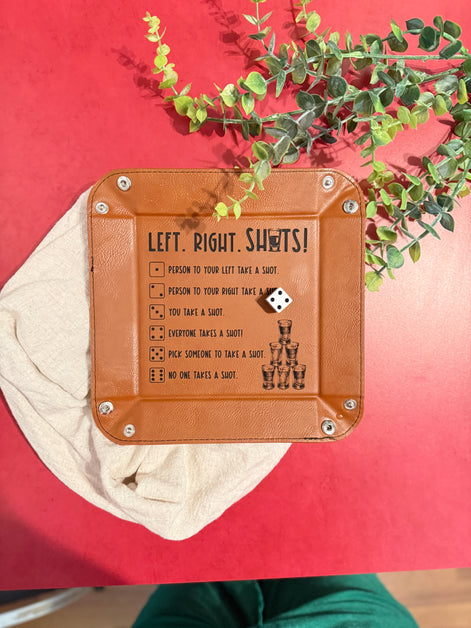 LEFT. RIGHT. SHOTS!
PERSON TO YOUR LEFT TAKE A SHOT.
PERSON TO YOUR RIGHT TAKE A
YOU TAKE A SHOT.
EVERYONE TAKES A SHOT!
PICK SOMEONE TO TAKE A SHOT.
NO ONE TAKES A SHOT.